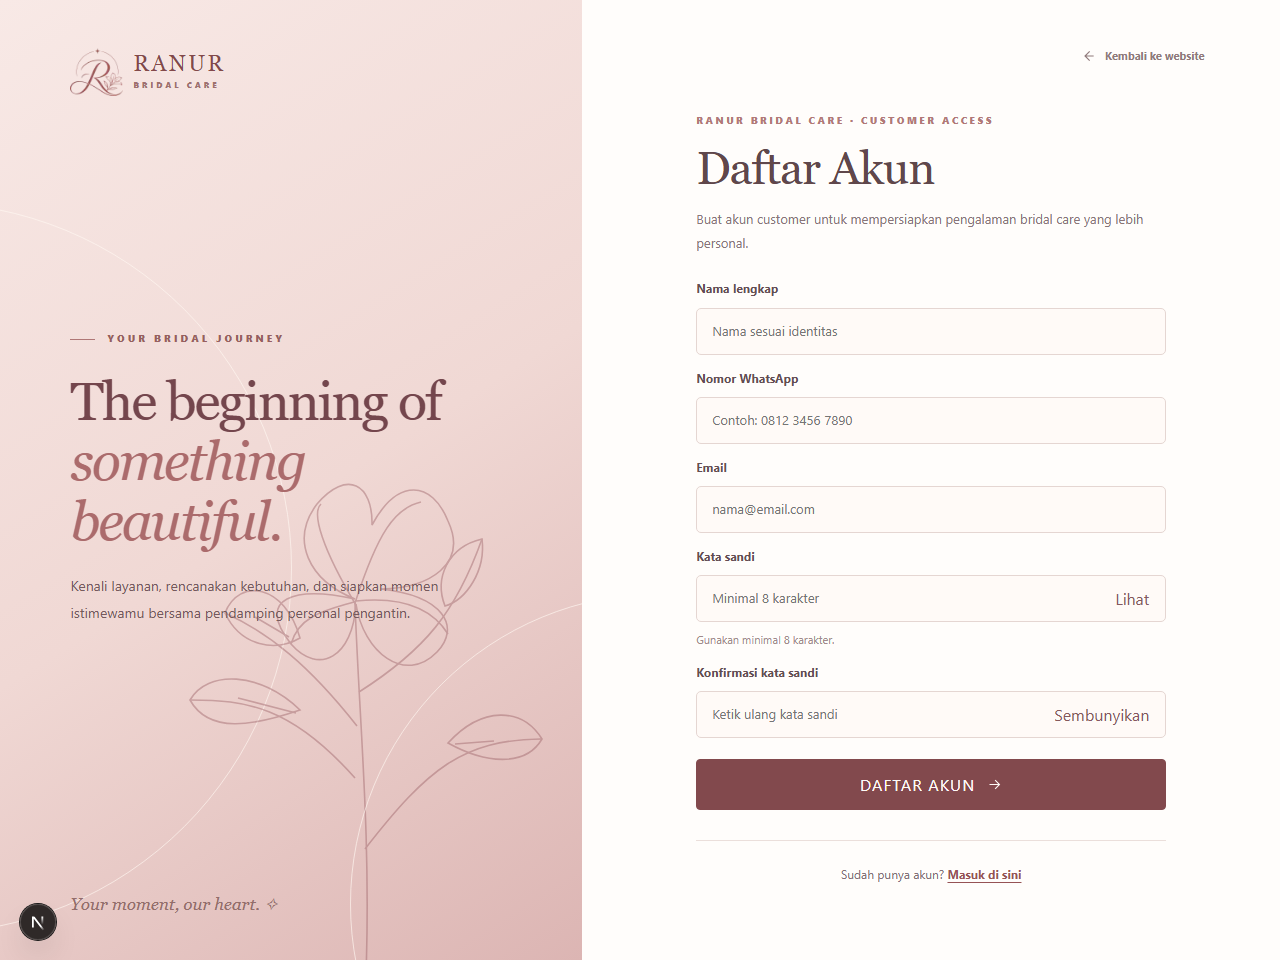 RANUR
BRIDAL CARE
YOUR BRIDAL JOURNEY
The beginning of
something
beautiful.
Kenali layanan, rencanakan kebutuhan, dan siapkan momen
istimewamu bersama pendamping personal pengantin.
Your moment, our heart.
N
Kembali ke website
RANUR BRIDAL CARE • CUSTOMER ACCESS
Daftar Akun
Buat akun customer untuk mempersiapkan pengalaman bridal care yang lebih
personal.
Nama lengkap
Nama sesuai identitas
Nomor WhatsApp
Contoh: 0812 3456 7890
Email
nama@email.com
Kata sandi
Minimal 8 karakter Lihat
Gunakan minimal 8 karakter.
Konfirmasi kata sandi
Ketik ulang kata sandi Sembunyikan
DAFTAR AKUN →
Sudah punya akun? Masuk di sini